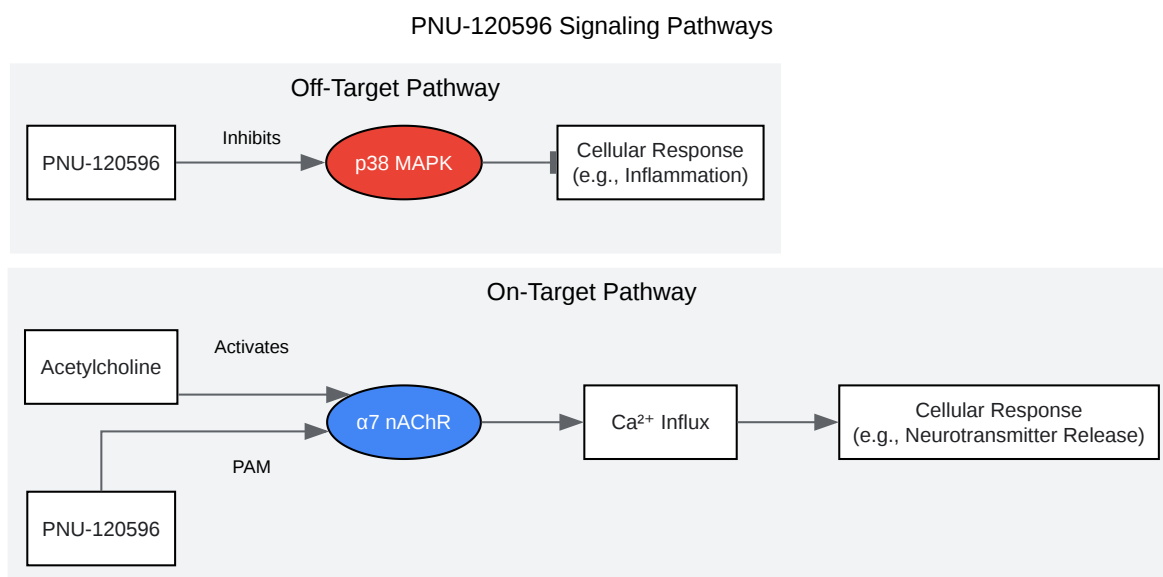 PNU-120596 Signaling Pathways
Off-Target Pathway
PNU-120596
Inhibits
p38 MAPK
Cellular Response
(e.g., Inflammation)
On-Target Pathway
Acetylcholine
Activates
α7 nAChR
Ca²⁺ Influx
Cellular Response
(e.g., Neurotransmitter Release)
PAM
PNU-120596